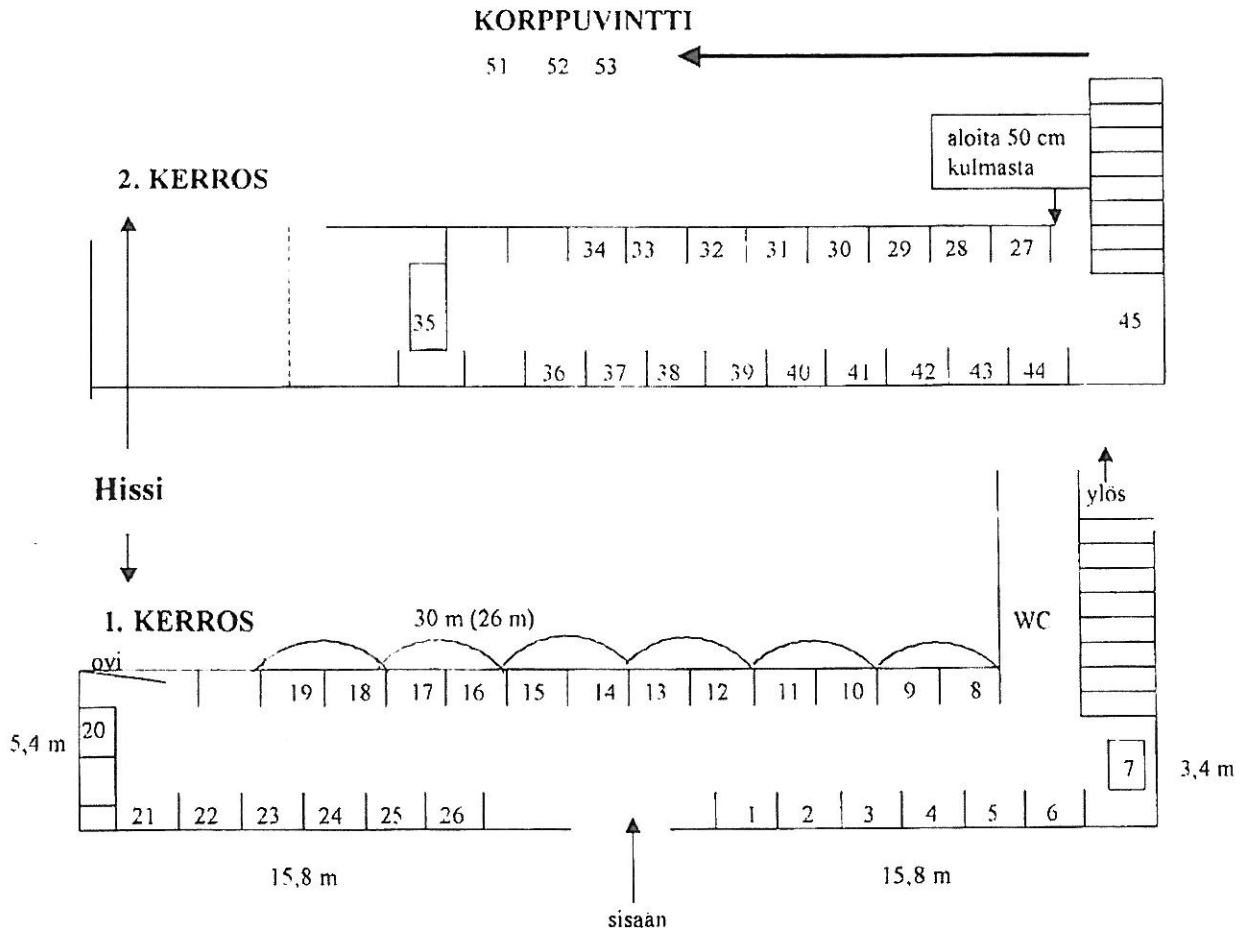 KORPPUVINTTI
51 52 53
aloita 50 cm
kulmasta
2. KERROS
34 33 32 31 30 29 28 27
35
45
36 37 38 39 40 41 42 43 44
Hissi
ylös
1. KERROS
30 m (26 m)
WC
ovi
19 18 17 16 15 14 13 12 11 10 9 8
20
5,4 m
7
3,4 m
21 22 23 24 25 26
1 2 3 4 5 6
15,8 m
15,8 m
sisään